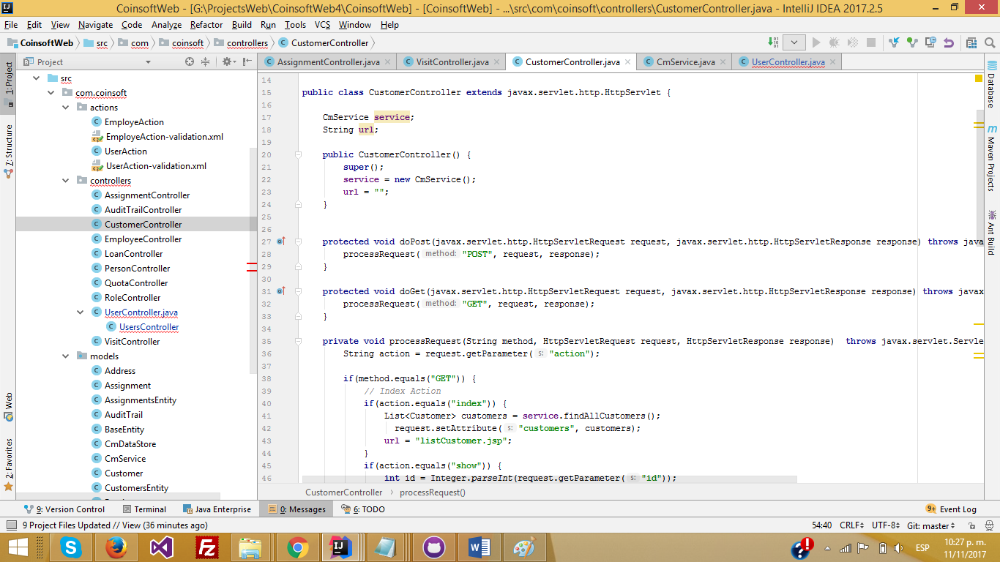 CoinsoftWeb - [G:\ProjectsWeb\CoinsoftWeb4\CoinsoftWeb] - [CoinsoftWeb] - ...\src\com\coinsoft\controllers\CustomerController.java - IntelliJ IDEA 2017.2.5
File Edit View Navigate Code Analyze Refactor Build Run Tools VCS Window Help
CoinsoftWeb src com coinsoft controllers CustomerController
Project
AssignmentController.java VisitController.java CustomerController.java CmService.java UserController.java
1: Project
7: Structure
Web
2: Favorites
src
com.coinsoft
actions
EmployeAction
EmployeAction-validation.xml
UserAction
UserAction-validation.xml
controllers
AssignmentController
AuditTrailController
CustomerController
EmployeeController
LoanController
PersonController
QuotaController
RoleController
UserController.java
UsersController
VisitController
models
Address
Assignment
AssignmentsEntity
AuditTrail
BaseEntity
CmDataStore
CmService
Customer
CustomersEntity
14
15 public class CustomerController extends javax.servlet.http.HttpServlet {
16
17 CmService service;
18 String url;
19
20 public CustomerController() {
21 super();
22 service = new CmService();
23 url = "";
24 }
25
26
27 protected void doPost(javax.servlet.http.HttpServletRequest request, javax.servlet.http.HttpServletResponse response) throws java
28 processRequest( method: "POST", request, response);
29 }
30
31 protected void doGet(javax.servlet.http.HttpServletRequest request, javax.servlet.http.HttpServletResponse response) throws javax
32 processRequest( method: "GET", request, response);
33 }
34
35 private void processRequest(String method, HttpServletRequest request, HttpServletResponse response) throws javax.servlet.Servle
36 String action = request.getParameter( s: "action");
37
38 if(method.equals("GET")) {
39 // Index Action
40 if(action.equals("index")) {
41 List<Customer> customers = service.findAllCustomers();
42 request.setAttribute( s: "customers", customers);
43 url = "listCustomer.jsp";
44 }
45 if(action.equals("show")) {
46 int id = Integer.parseInt(request.getParameter( s: "id"));
CustomerController processRequest()
Database
m Maven Projects
Ant Build
9: Version Control Terminal Java Enterprise 0: Messages 6: TODO 9+ Event Log
9 Project Files Updated // View (36 minutes ago) 54:40 CRLF UTF-8 Git: master
ESP
10:27 p. m.
11/11/2017